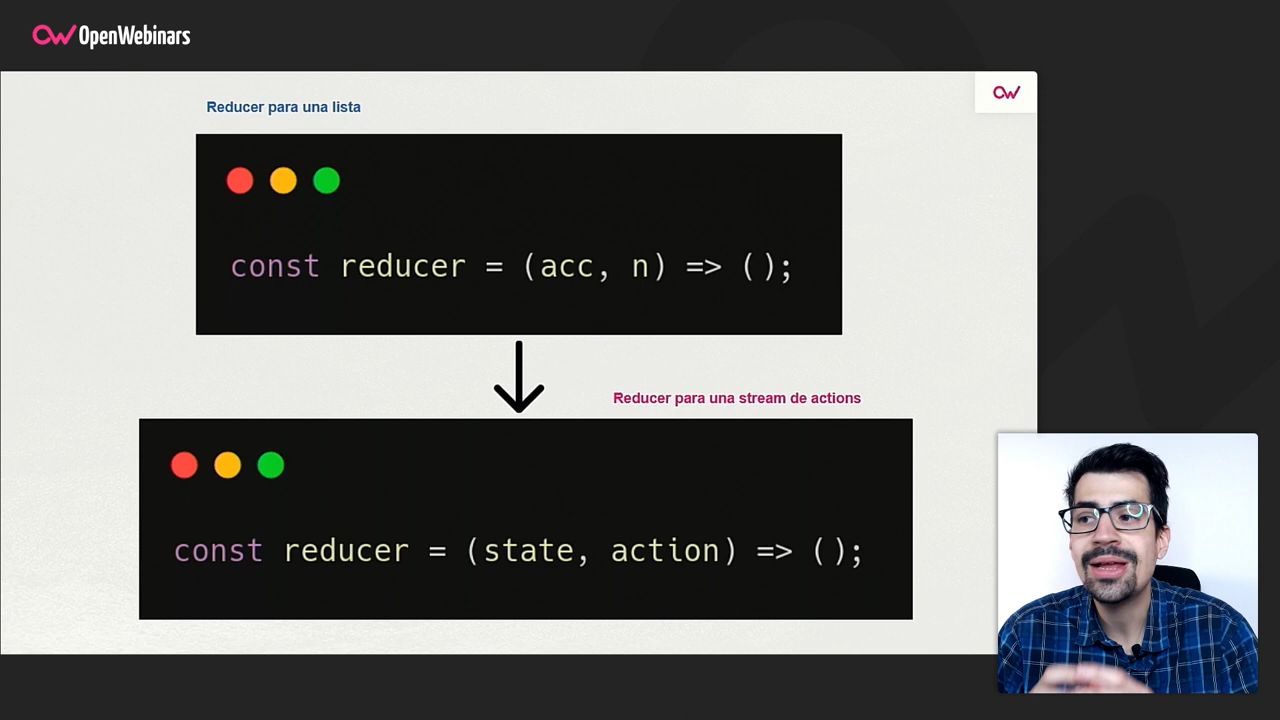 OpenWebinars
Reducer para una lista
const reducer = (acc, n) => ();
Reducer para una stream de actions
const reducer = (state, action) => ();